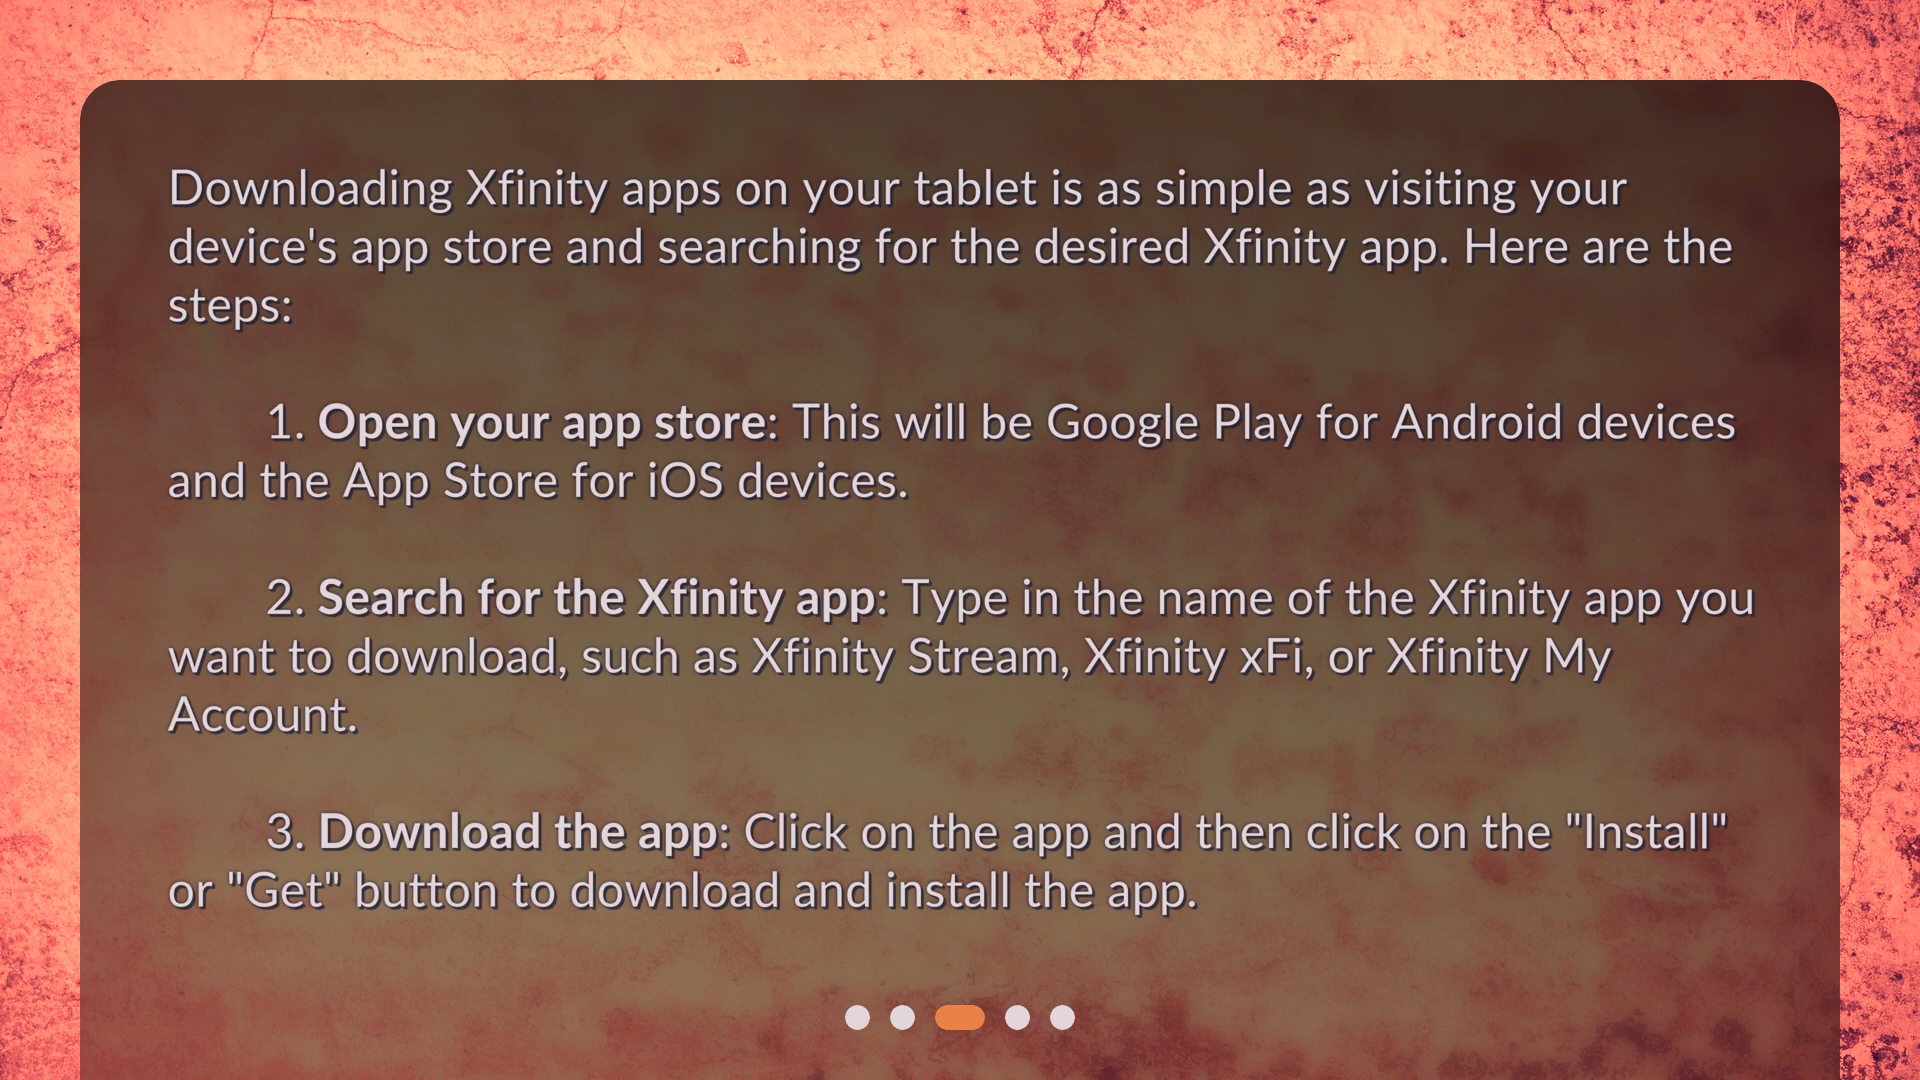 Downloading Xfinity apps on your tablet is as simple as visiting your
device's app store and searching for the desired Xfinity app. Here are the
steps:
1. Open your app store: This will be Google Play for Android devices
and the App Store for iOS devices.
2. Search for the Xfinity app: Type in the name of the Xfinity app you
want to download, such as Xfinity Stream, Xfinity xFi, or Xfinity My
Account.
3. Download the app: Click on the app and then click on the "Install"
or "Get" button to download and install the app.